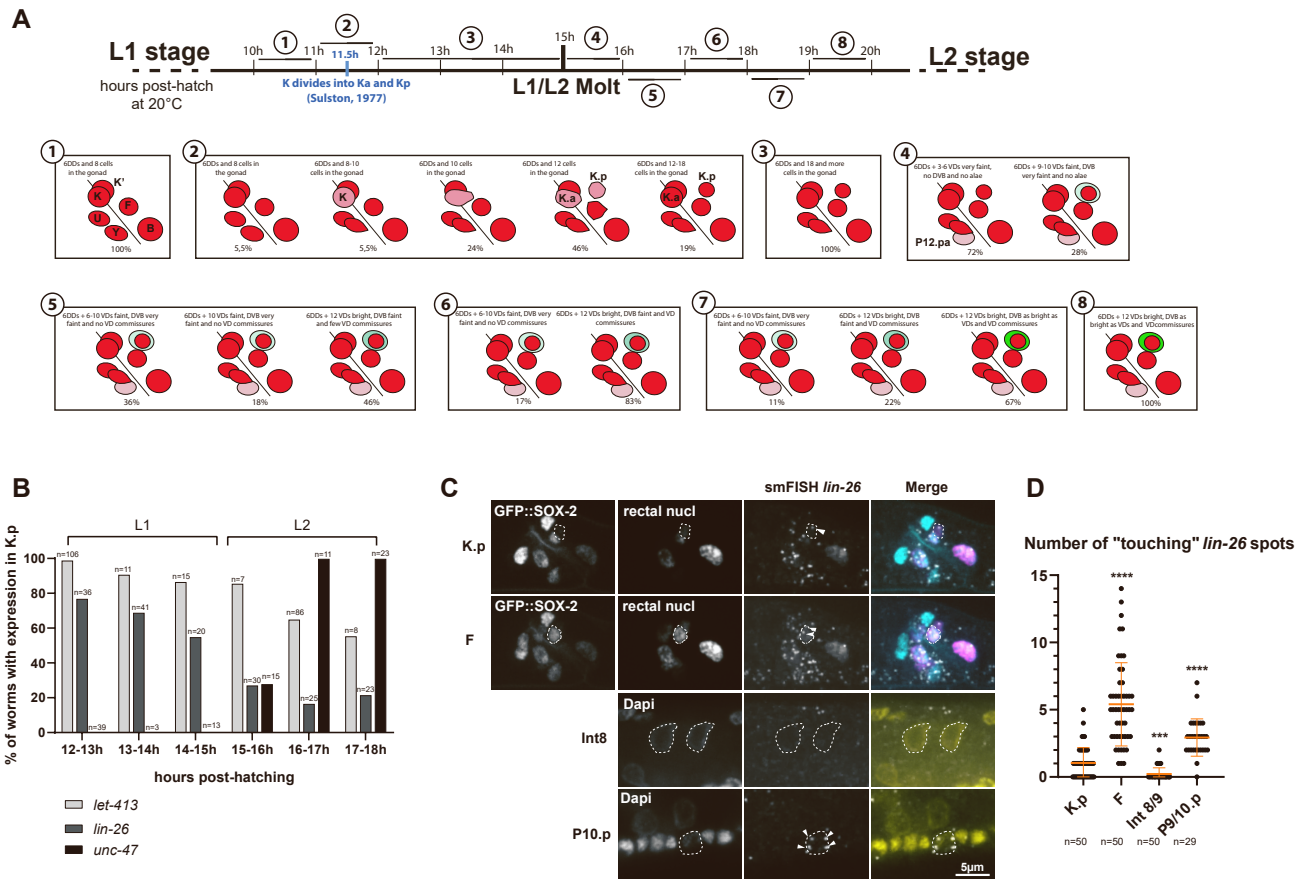 A
L1 stage
hours post-hatch
at 20°C
10h
1
11h
2
11.5h
12h
13h
3
14h
15h
4
16h
17h
6
18h
19h
8
20h
L2 stage
K divides into Ka and Kp
(Sulston, 1977)
L1/L2 Molt
5
7
1
6DDs and 8 cells
in the gonad
K'
K
F
U
Y
B
100%
2
6DDs and 8 cells in
the gonad
5,5%
6DDs and 8-10
cells in the gonad
K
5,5%
6DDs and 10 cells
in the gonad
24%
6DDs and 12 cells
in the gonad
K.p
K.a
46%
6DDs and 12-18
cells in the gonad
K.p
K.a
19%
3
6DDs and 18 and more
cells in the gonad
100%
4
6DDs + 3-6 VDs very faint,
no DVB and no alae
P12.pa
72%
6DDs + 9-10 VDs faint, DVB
very faint and no alae
28%
5
6DDs + 6-10 VDs faint, DVB very
faint and no VD commissures
36%
6DDs + 10 VDs faint, DVB very
faint and no VD commissures
18%
6DDs + 12 VDs bright, DVB faint
and few VD commissures
46%
6
6DDs + 6-10 VDs faint, DVB very
faint and no VD commissures
17%
6DDs + 12 VDs bright, DVB faint and VD
commissures
83%
7
6DDs + 6-10 VDs faint, DVB very
faint and no VD commissures
11%
6DDs + 12 VDs bright, DVB
faint and VD commissures
22%
6DDs + 12 VDs bright, DVB as bright as
VDs and VD commissures
67%
8
6DDs + 12 VDs bright, DVB as
bright as VDs and VDcommissures
100%
B
% of worms with expression in K.p
L1
L2
100
80
60
40
20
0
n=106
n=36
n=39
n=11
n=41
n=3
n=15
n=20
n=13
n=7
n=30
n=15
n=86
n=25
n=11
n=8
n=23
n=23
12-13h
13-14h
14-15h
15-16h
16-17h
17-18h
hours post-hatching
let-413
lin-26
unc-47
C
smFISH lin-26
Merge
GFP::SOX-2
rectal nucl
K.p
GFP::SOX-2
rectal nucl
F
Dapi
Int8
Dapi
P10.p
5µm
D
Number of "touching" lin-26 spots
15
10
5
0
****
***
****
K.p
F
Int 8/9
P9/10.p
n=50
n=50
n=50
n=29